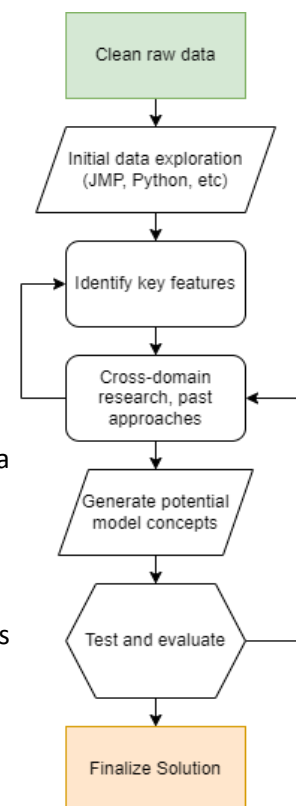 Clean raw data
Initial data exploration
(JMP, Python, etc)
Identify key features
Cross-domain
research, past
approaches
a
Generate potential
model concepts
s
Test and evaluate
Finalize Solution